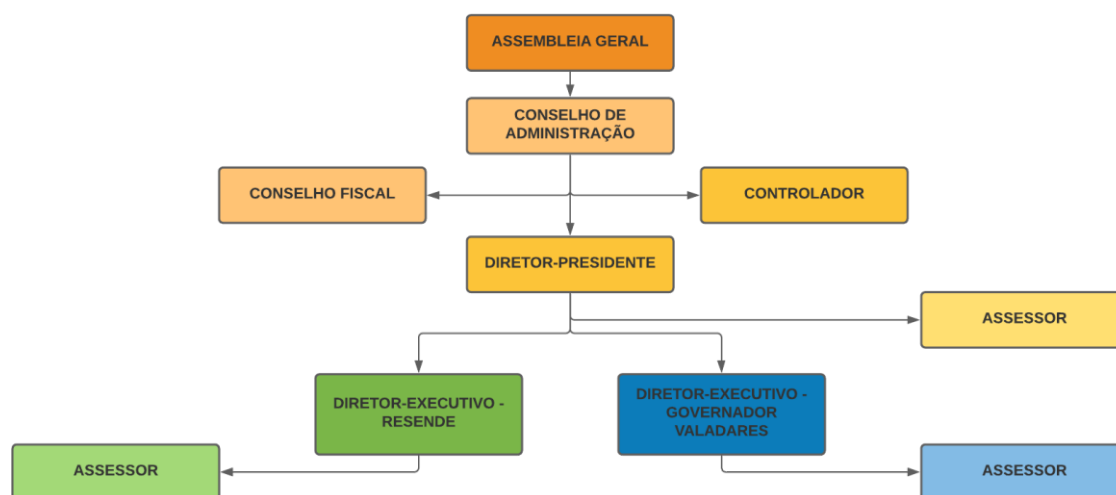 ASSEMBLEIA GERAL
CONSELHO DE
ADMINISTRAÇÃO
CONSELHO FISCAL
CONTROLADOR
DIRETOR-PRESIDENTE
ASSESSOR
DIRETOR-EXECUTIVO -
RESENDE
DIRETOR-EXECUTIVO -
GOVERNADOR
VALADARES
ASSESSOR
ASSESSOR